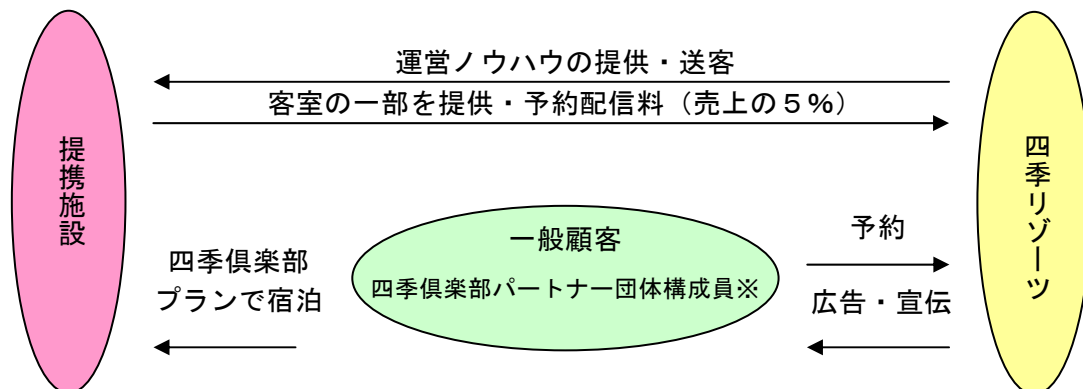 運営ノウハウの提供・送客
客室の一部を提供・予約配信料（売上の５%）
提携施設
四季リゾーツ
一般顧客
四季倶楽部パートナー団体構成員※
四季倶楽部
プランで宿泊
予約
広告・宣伝